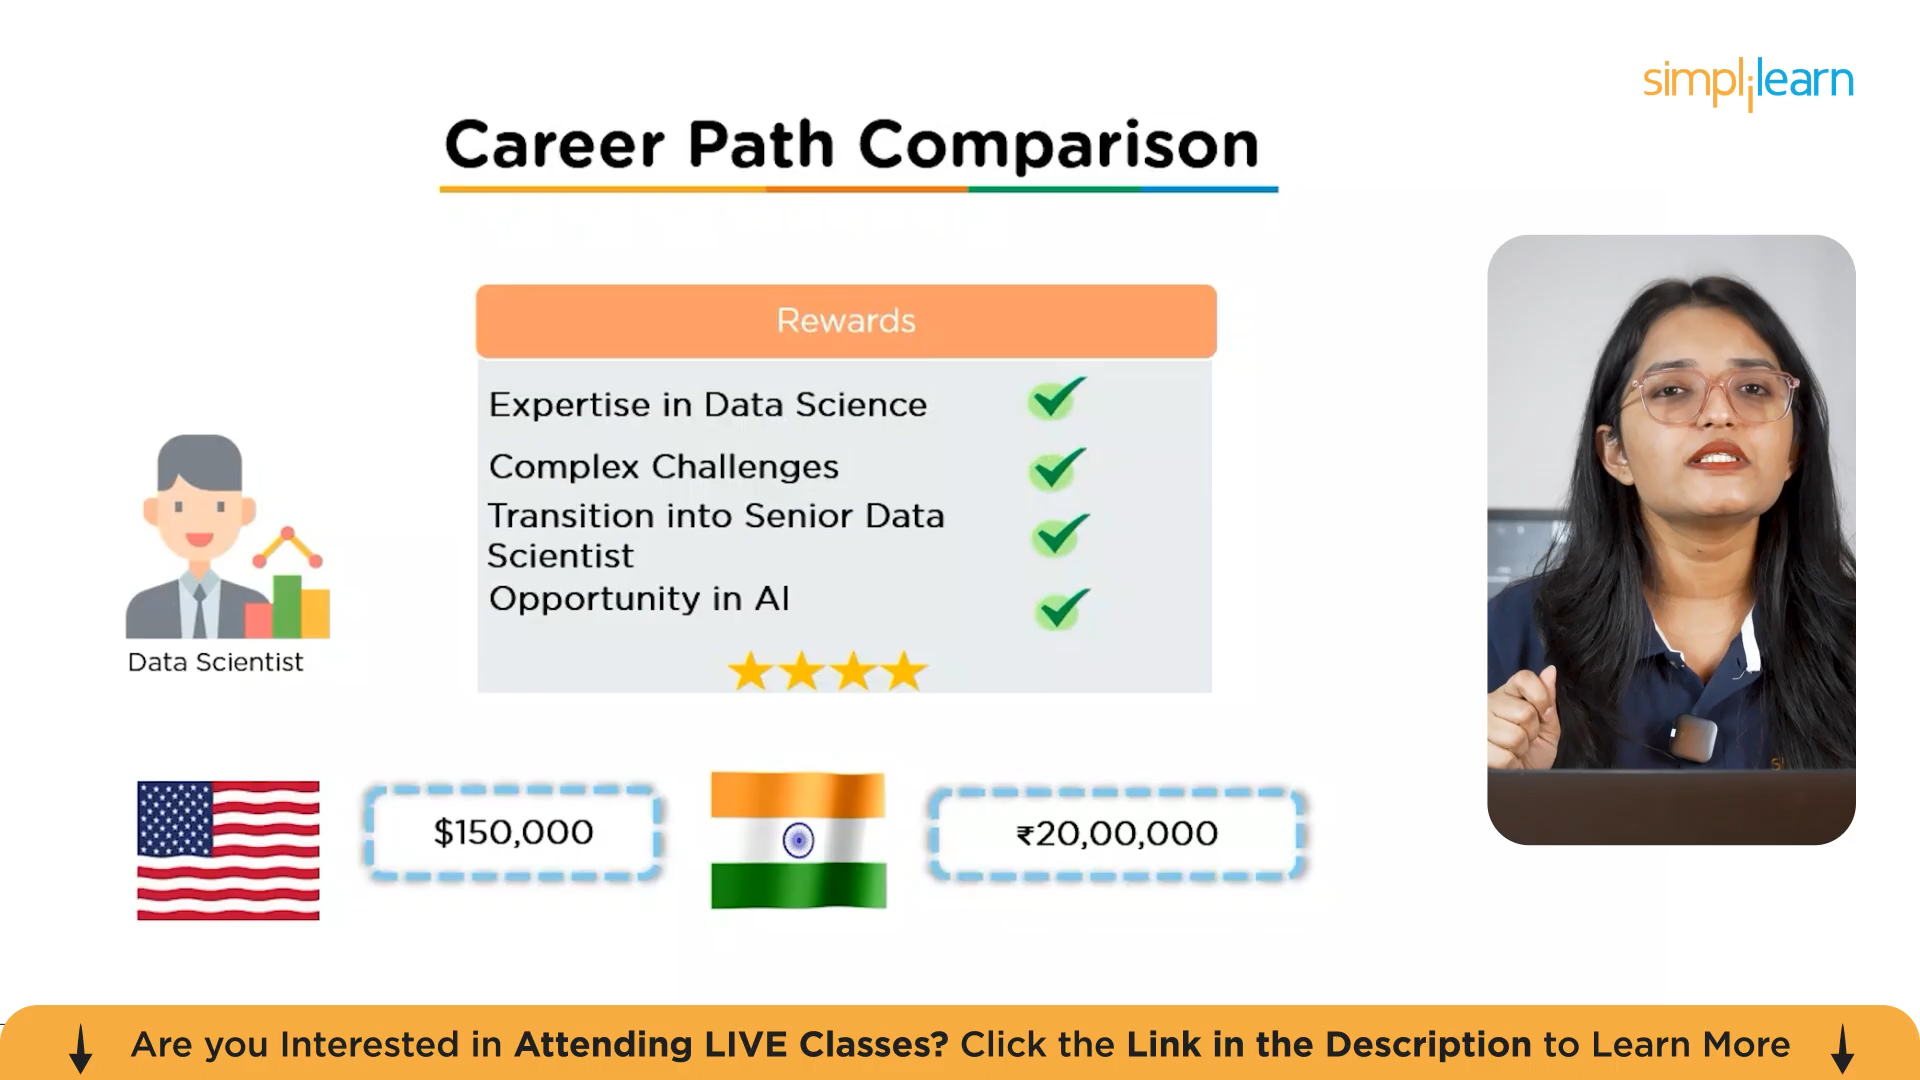 simplilearn
Career Path Comparison
Rewards
Expertise in Data Science
Complex Challenges
Transition into Senior Data
Scientist
Opportunity in AI
Data Scientist
$150,000
₹20,00,000
Are you Interested in Attending LIVE Classes? Click the Link in the Description to Learn More